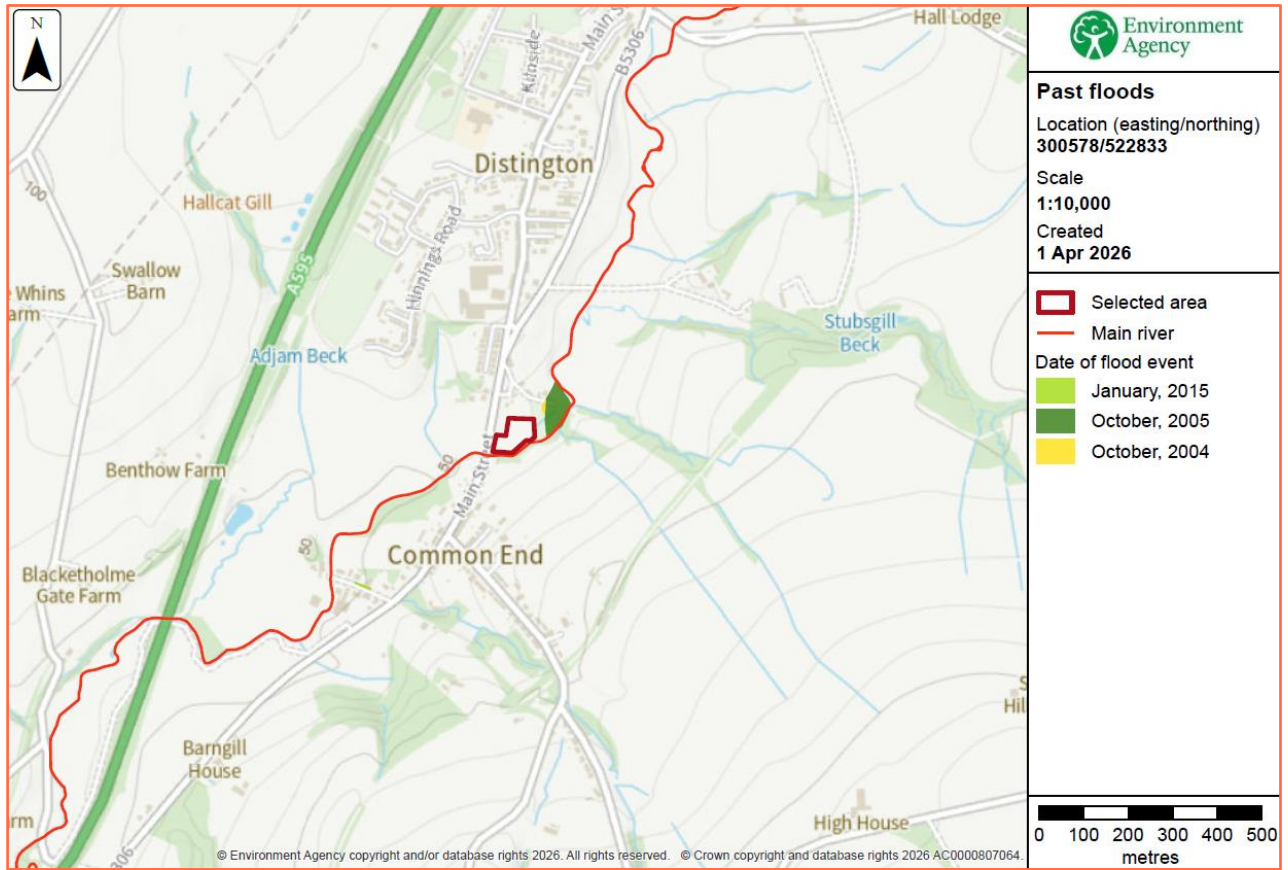 N
Hall Lodge
Main S
Kilnside
B5306
Distington
100
Hallcat Gill
Hinnings Road
A595
Swallow
Barn
Whins
arm
Stubsgill
Beck
Adjam Beck
Main Street
50
Benthow Farm
50
Common End
Blacketholme
Gate Farm
Hil
Barngill
House
rm
306
High House
© Environment Agency copyright and/or database rights 2026. All rights reserved. © Crown copyright and database rights 2026 AC0000807064.
Environment
Agency
Past floods
Location (easting/northing)
300578/522833
Scale
1:10,000
Created
1 Apr 2026
Selected area
Main river
Date of flood event
January, 2015
October, 2005
October, 2004
0 100 200 300 400 500
metres